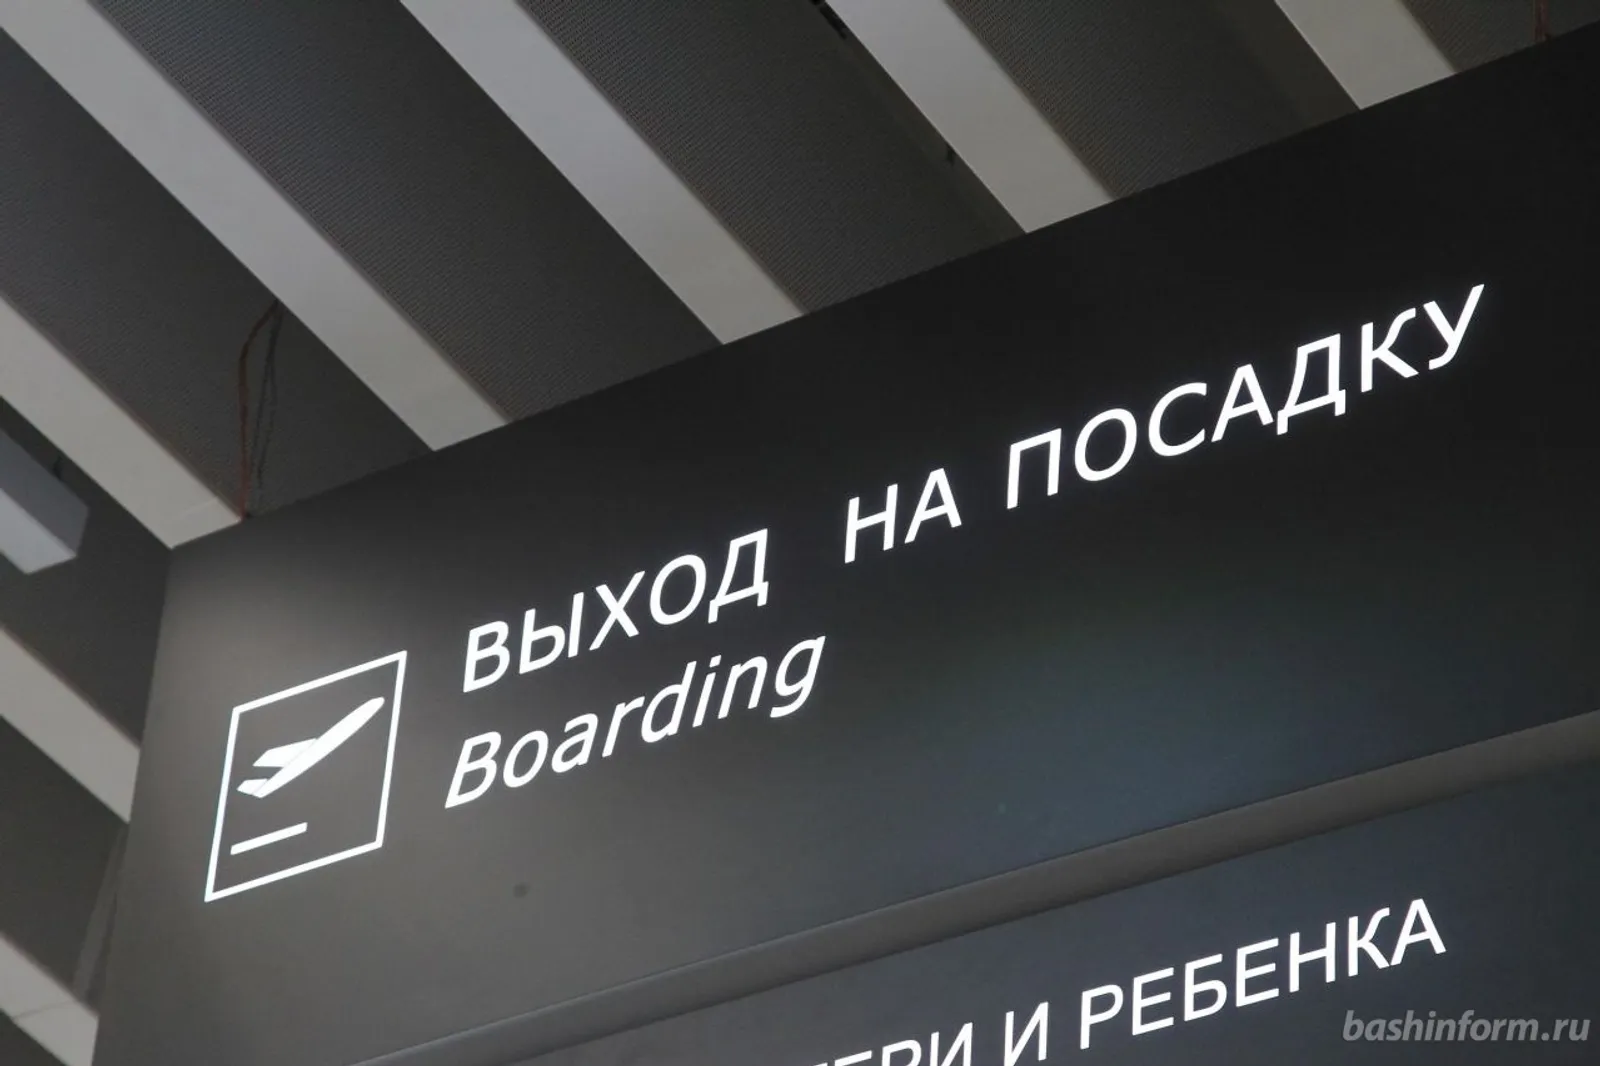 ВЫХОД НА ПОСАДКУ
Boarding
И РЕБЕНКА
bashinform.ru